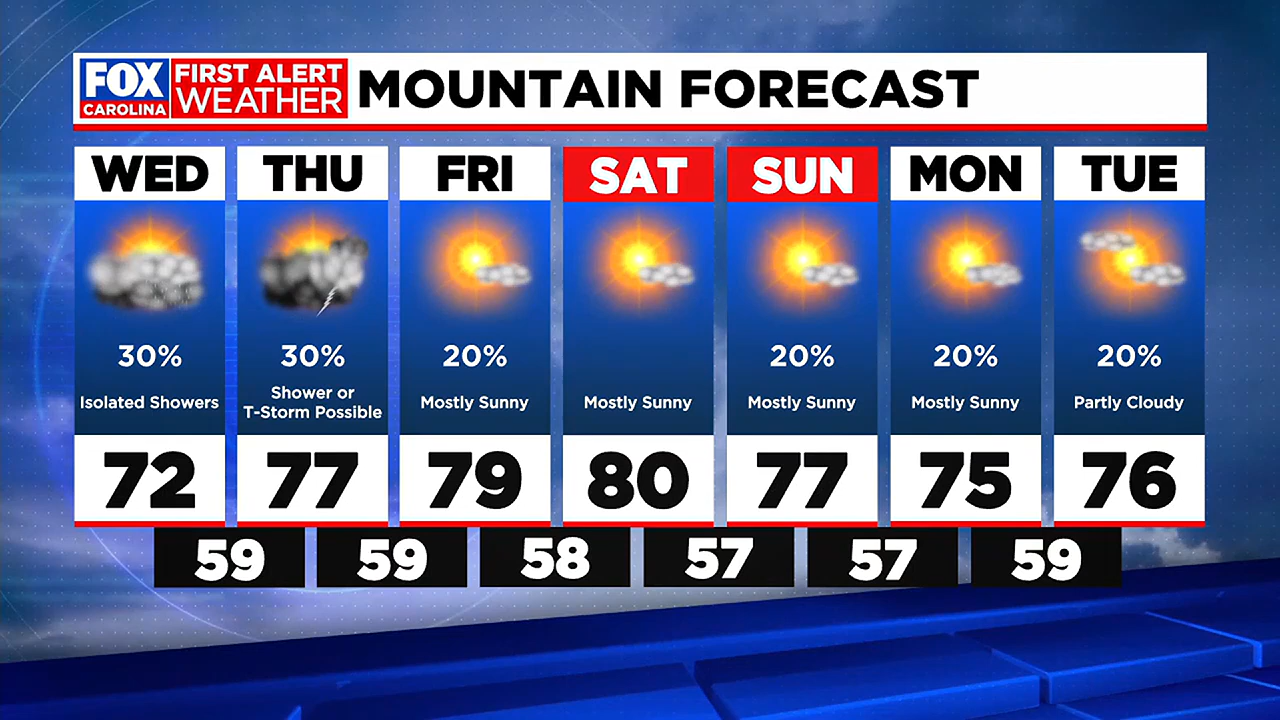 FOX
CAROLINA
FIRST ALERT
WEATHER
MOUNTAIN FORECAST
WED
30%
Isolated Showers
72
THU
30%
Shower or
T-Storm Possible
77
FRI
20%
Mostly Sunny
79
SAT
Mostly Sunny
80
SUN
20%
Mostly Sunny
77
MON
20%
Mostly Sunny
75
TUE
20%
Partly Cloudy
76
59
59
58
57
57
59